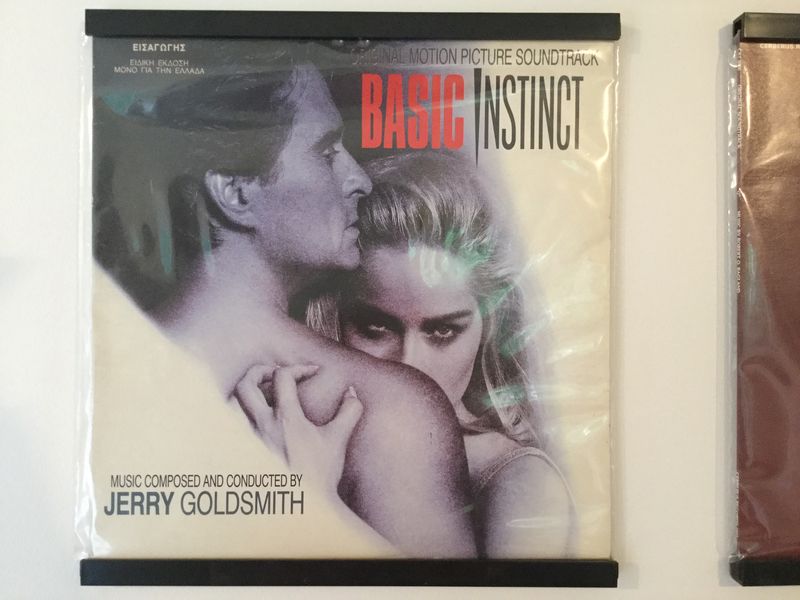 ΕΙΣΑΓΩΓΗΣ
ΕΙΔΙΚΗ ΕΚΔΟΣΗ
ΜΟΝΟ ΓΙΑ ΤΗΝ ΕΛΛΑΔΑ
ORIGINAL MOTION PICTURE SOUNDTRACK
BASIC INSTINCT
MUSIC COMPOSED AND CONDUCTED BY
JERRY GOLDSMITH